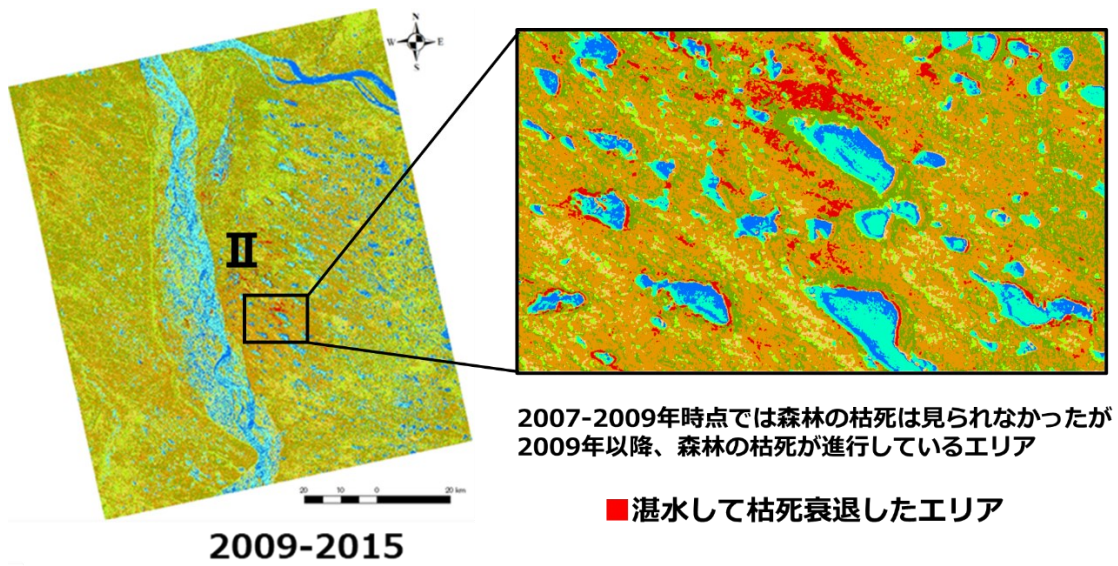 N
W
E
S
II
20
10
0
20 km
2009-2015
2007-2009年時点では森林の枯死は見られなかったが
2009年以降、森林の枯死が進行しているエリア
■湛水して枯死衰退したエリア